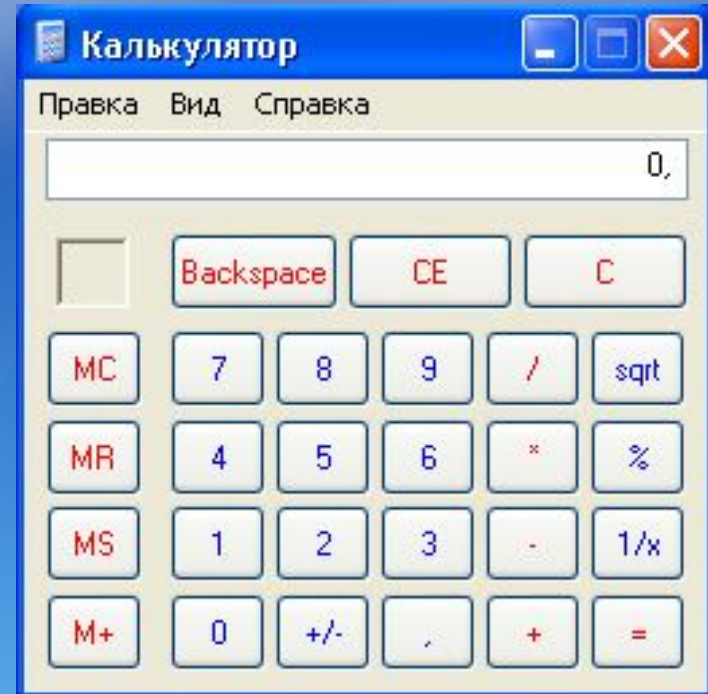 Калькулятор
Правка Вид Справка
0,
Backspace CE C
MC 7 8 9 / sqrt
MR 4 5 6 * %
MS 1 2 3 - 1/x
M+ 0 +/- , + =